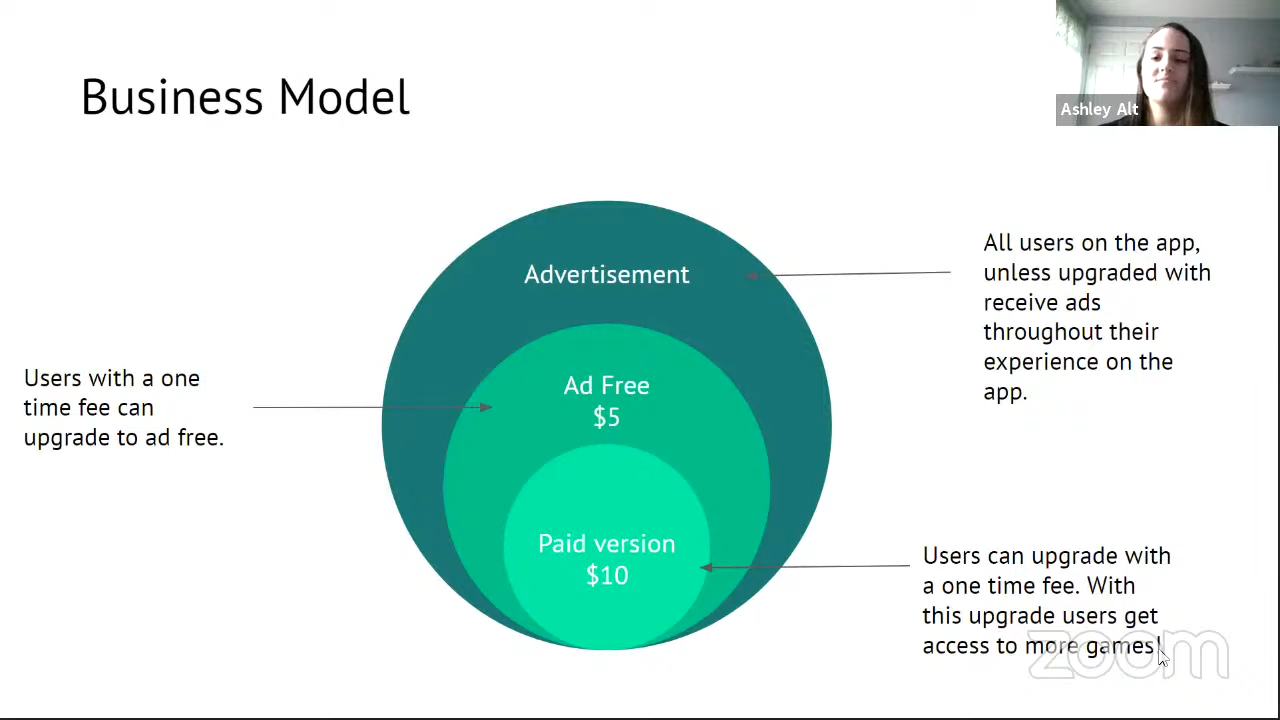 Business Model
Ashley Alt
Advertisement
All users on the app,
unless upgraded with
receive ads
throughout their
experience on the
app.
Users with a one
time fee can
upgrade to ad free.
Ad Free
$5
Paid version
$10
Users can upgrade with
a one time fee. With
this upgrade users get
access to more games!
zoom